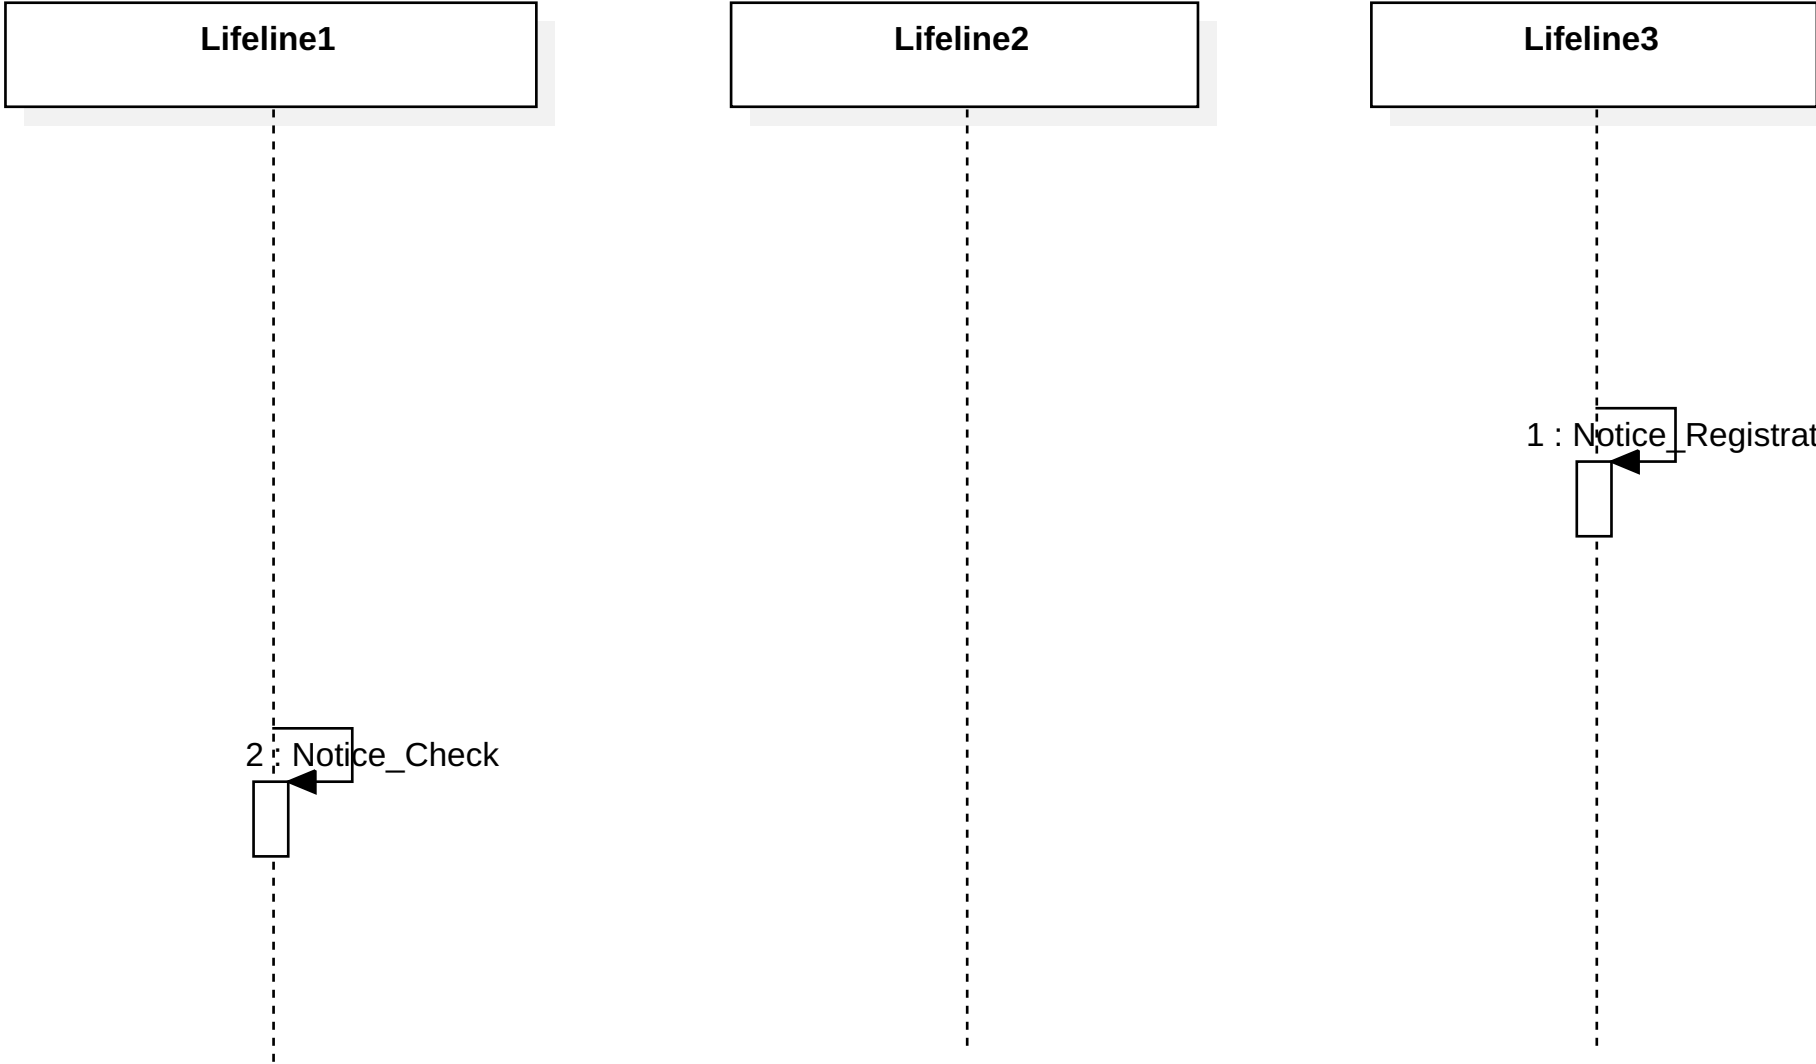 Lifeline1
Lifeline2
Lifeline3
1 : Notice_Registrat
2 : Notice_Check